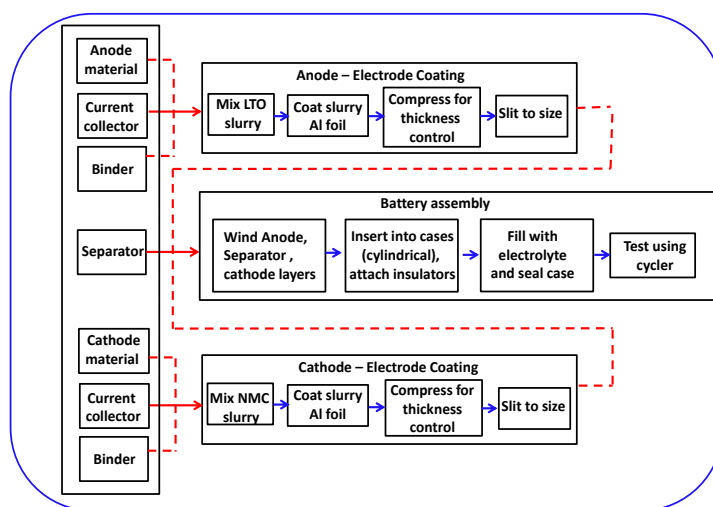 Anode
material
Current
collector
Binder
Separator
Cathode
material
Current
collector
Binder
Anode – Electrode Coating
Mix LTO
slurry
Coat slurry
Al foil
Compress for
thickness
control
Slit to size
Battery assembly
Wind Anode,
Separator ,
cathode layers
Insert into cases
(cylindrical),
attach insulators
Fill with
electrolyte
and seal case
Test using
cycler
Cathode – Electrode Coating
Mix NMC
slurry
Coat slurry
Al foil
Compress for
thickness
control
Slit to size